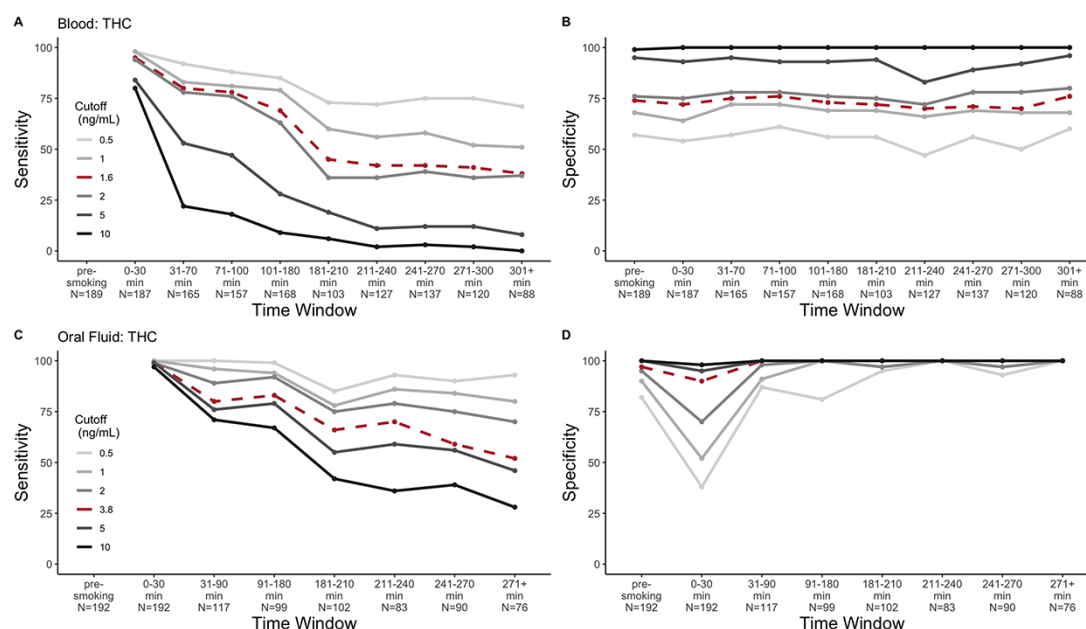 A Blood: THC
Sensitivity
100
75
50
25
0
Cutoff
(ng/mL)
0.5
1
1.6
2
5
10
pre-
smoking
N=189
0-30
min
N=187
31-70
min
N=165
71-100
min
N=157
101-180
min
N=168
181-210
min
N=103
211-240
min
N=127
241-270
min
N=137
271-300
min
N=120
301+
min
N=88
Time Window
B
Specificity
100
75
50
25
0
pre-
smoking
N=189
0-30
min
N=187
31-70
min
N=165
71-100
min
N=157
101-180
min
N=168
181-210
min
N=103
211-240
min
N=127
241-270
min
N=137
271-300
min
N=120
301+
min
N=88
Time Window
C Oral Fluid: THC
Sensitivity
100
75
50
25
0
Cutoff
(ng/mL)
0.5
1
2
3.8
5
10
pre-
smoking
N=192
0-30
min
N=192
31-90
min
N=117
91-180
min
N=99
181-210
min
N=102
211-240
min
N=83
241-270
min
N=90
271+
min
N=76
Time Window
D
Specificity
100
75
50
25
0
pre-
smoking
N=192
0-30
min
N=192
31-90
min
N=117
91-180
min
N=99
181-210
min
N=102
211-240
min
N=83
241-270
min
N=90
271+
min
N=76
Time Window